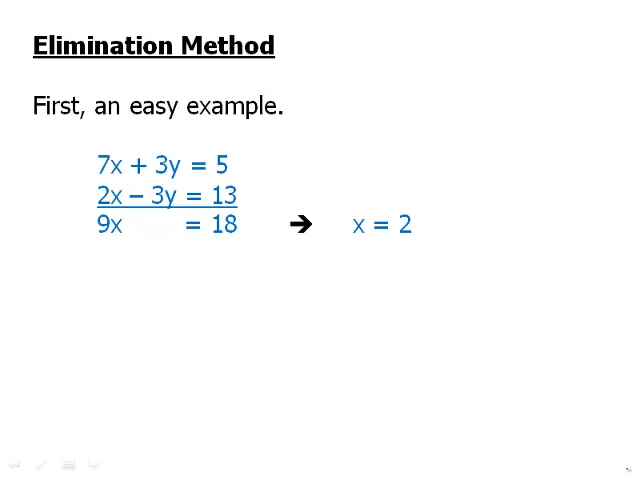 Elimination Method
First, an easy example.
7x + 3y = 5
2x – 3y = 13
9x = 18 ➔ x = 2